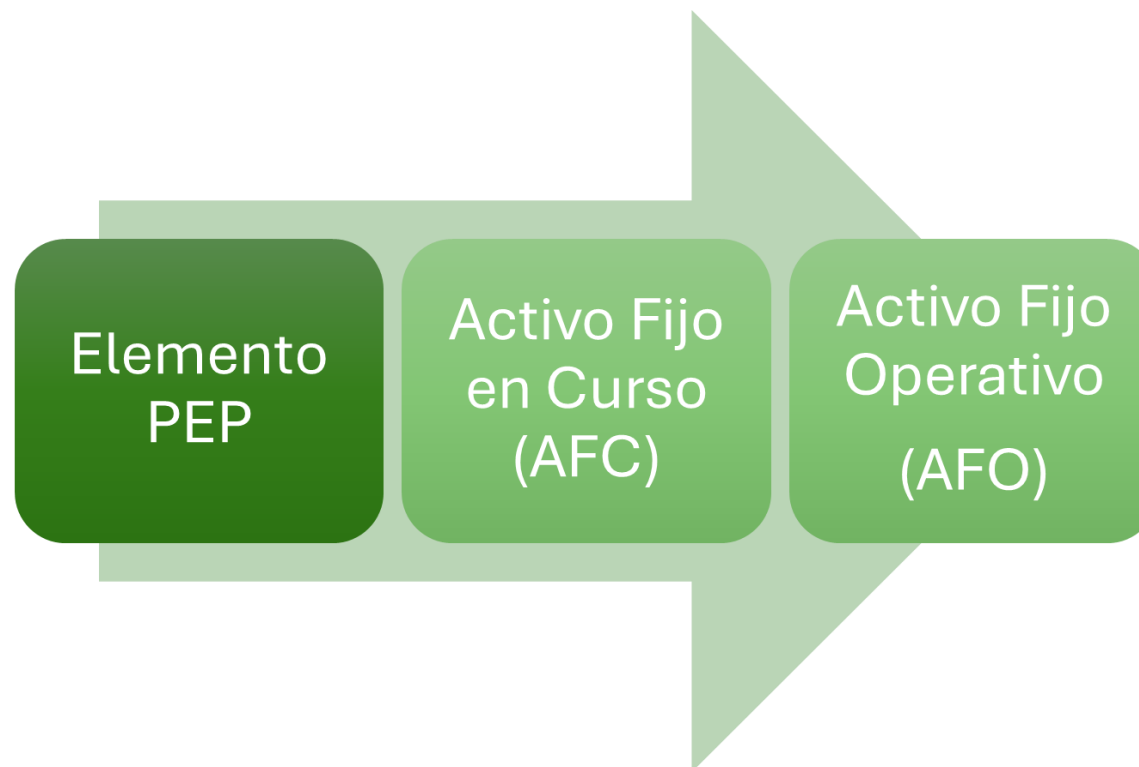 Elemento
PEP
Activo Fijo
en Curso
(AFC)
Activo Fijo
Operativo
(AFO)